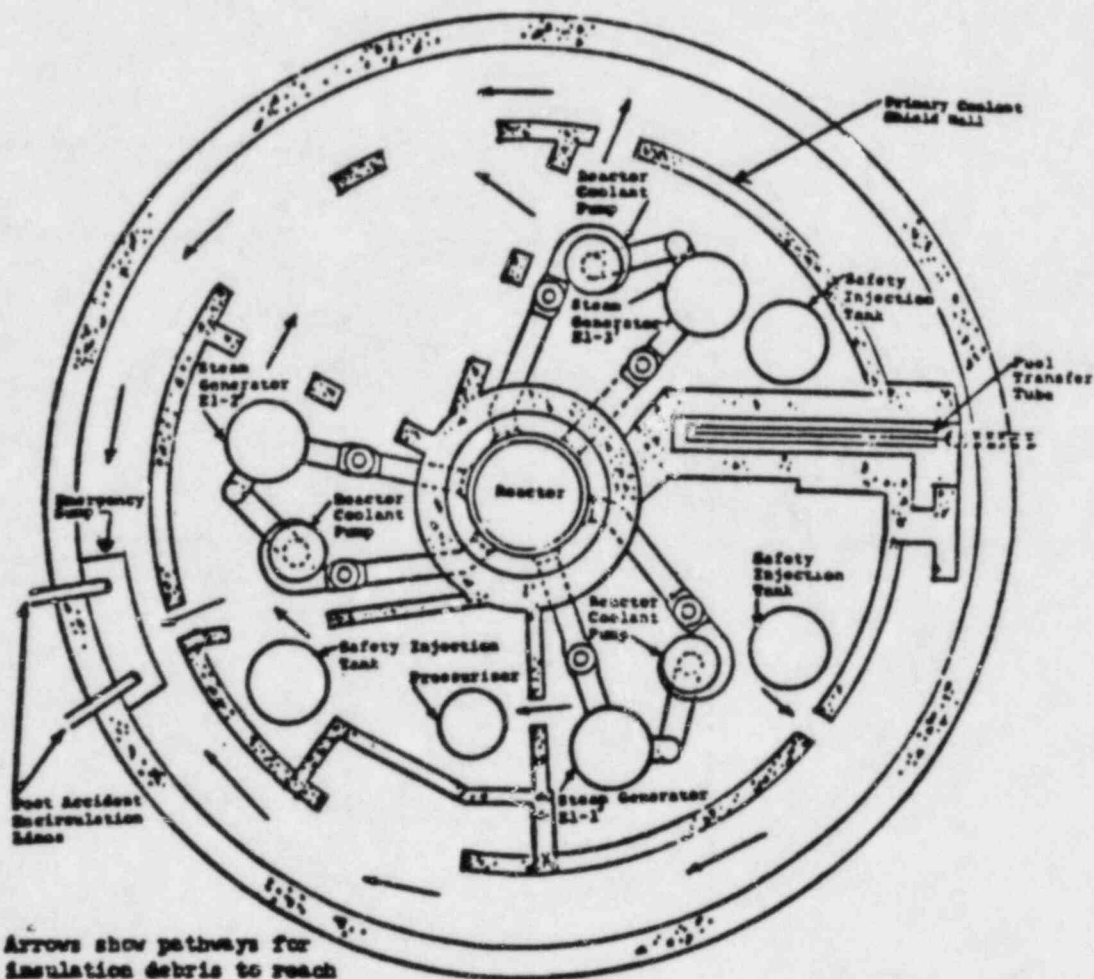 Primary Coolant
Shield Wall
Reactor
Coolant
Pump
Safety
Injection
Tank
Steam
Generator
E1-1
Fuel
Transfer
Tube
Steam
Generator
E1-2
Reactor
Emergency
Sump
Reactor
Coolant
Pump
Safety
Injection
Tank
Reactor
Coolant
Pump
Safety Injection
Tank
Pressurizer
Steam Generator
E1-1
Post Accident
Recirculation
Lines
Arrows show pathways for
insulation debris to reach